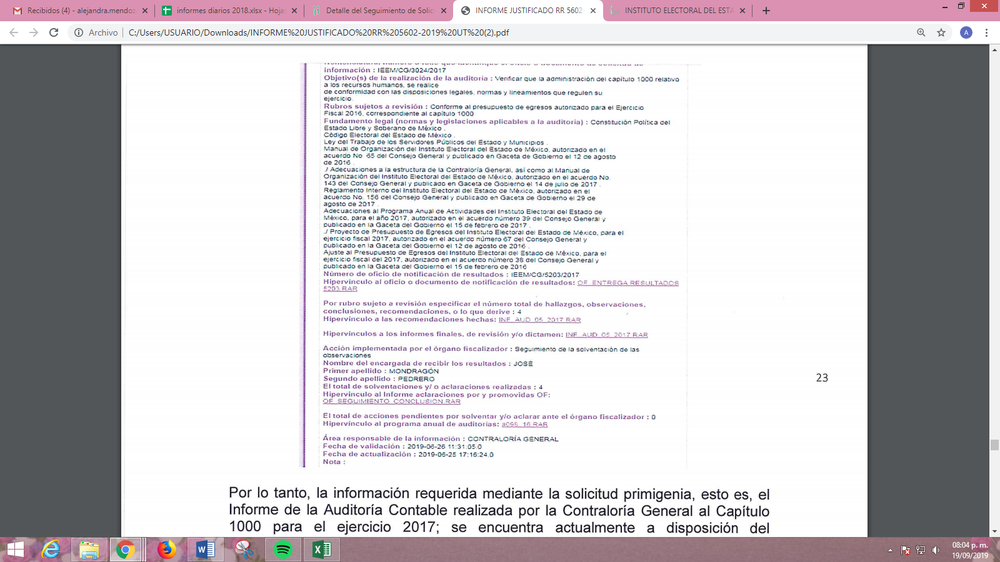 Recibidos (4) - alejandra.mendoz
informes diarios 2018.xlsx - Hoja
Detalle del Seguimiento de Solic
INFORME JUSTIFICADO RR 5602-
INSTITUTO ELECTORAL DEL ESTA
Archivo | C:/Users/USUARIO/Downloads/INFORME%20JUSTIFICADO%20RR%205602-2019%20UT%20(2).pdf
A
información : IEEM/CG/3024/2017
Objetivo(s) de la realización de la auditoría : Verificar que la administración del capítulo 1000 relativo
a los recursos humanos, se realice
de conformidad con las disposiciones legales, normas y lineamientos que regulen su
ejercicio.
Rubros sujetos a revisión : Conforme al presupuesto de egresos autorizado para el Ejercicio
Fiscal 2016, correspondiente al capítulo 1000
Fundamento legal (normas y legislaciones aplicables a la auditoría) : Constitución Política del
Estado Libre y Soberano de México .
Código Electoral del Estado de México .
Ley del Trabajo de los Servidores Públicos del Estado y Municipios .
Manual de Organización del Instituto Electoral del Estado de México, autorizado en el
acuerdo No. 65 del Consejo General y publicado en Gaceta de Gobierno el 12 de agosto
de 2016 .
./ Adecuaciones a la estructura de la Contraloría General, así como al Manual de
Organización del Instituto Electoral del Estado de México, autorizado en el acuerdo No.
143 del Consejo General y publicado en Gaceta de Gobierno el 14 de julio de 2017 .
Reglamento Interno del Instituto Electoral del Estado de México, autorizado en el
acuerdo No. 156 del Consejo General y publicado en Gaceta de Gobierno el 29 de
agosto de 2017 .
Adecuaciones al Programa Anual de Actividades del Instituto Electoral del Estado de
México, para el año 2017, autorizado en el acuerdo número 39 del Consejo General y
publicado en la Gaceta del Gobierno el 15 de febrero de 2017 .
./ Proyecto de Presupuesto de Egresos del Instituto Electoral del Estado de México, para el
ejercicio fiscal 2017, autorizado en el acuerdo número 67 del Consejo General y
publicado en la Gaceta del Gobierno el 12 de agosto de 2016 .
Ajuste al Presupuesto de Egresos del Instituto Electoral del Estado de México, para el
ejercicio fiscal del 2017, autorizado en el acuerdo número 38 del Consejo General y
publicado en la Gaceta del Gobierno el 15 de febrero de 2016
Número de oficio de notificación de resultados : IEEM/CG/5203/2017
Hipervínculo al oficio o documento de notificación de resultados: OF_ENTREGA RESULTADOS
5203.RAR
Por rubro sujeto a revisión especificar el número total de hallazgos, observaciones,
conclusiones, recomendaciones, o lo que derive : 4
Hipervínculo a las recomendaciones hechas: INF_AUD_05_2017.RAR
Hipervínculos a los informes finales, de revisión y/o dictamen: INF_AUD_05_2017.RAR
Acción implementada por el órgano fiscalizador : Seguimiento de la solventación de las
observaciones
Nombre del encargada de recibir los resultados : JOSÉ
Primer apellido : MONDRAGÓN
Segundo apellido : PEDRERO
El total de solventaciones y/ o aclaraciones realizadas : 4
Hipervínculo al Informe aclaraciones por y promovidas OF:
OF_SEGUIMIENTO_CONCLUSION.RAR
El total de acciones pendientes por solventar y/o aclarar ante el órgano fiscalizador : 0
Hipervínculo al programa anual de auditorías: a098_16.RAR
Área responsable de la información : CONTRALORÍA GENERAL
Fecha de validación : 2019-06-26 11:31:05.0
Fecha de actualización : 2019-06-25 17:16:24.0
Nota :
23
Por lo tanto, la información requerida mediante la solicitud primigenia, esto es, el
Informe de la Auditoría Contable realizada por la Contraloría General al Capítulo
1000 para el ejercicio 2017; se encuentra actualmente a disposición del
08:04 p. m.
19/09/2019